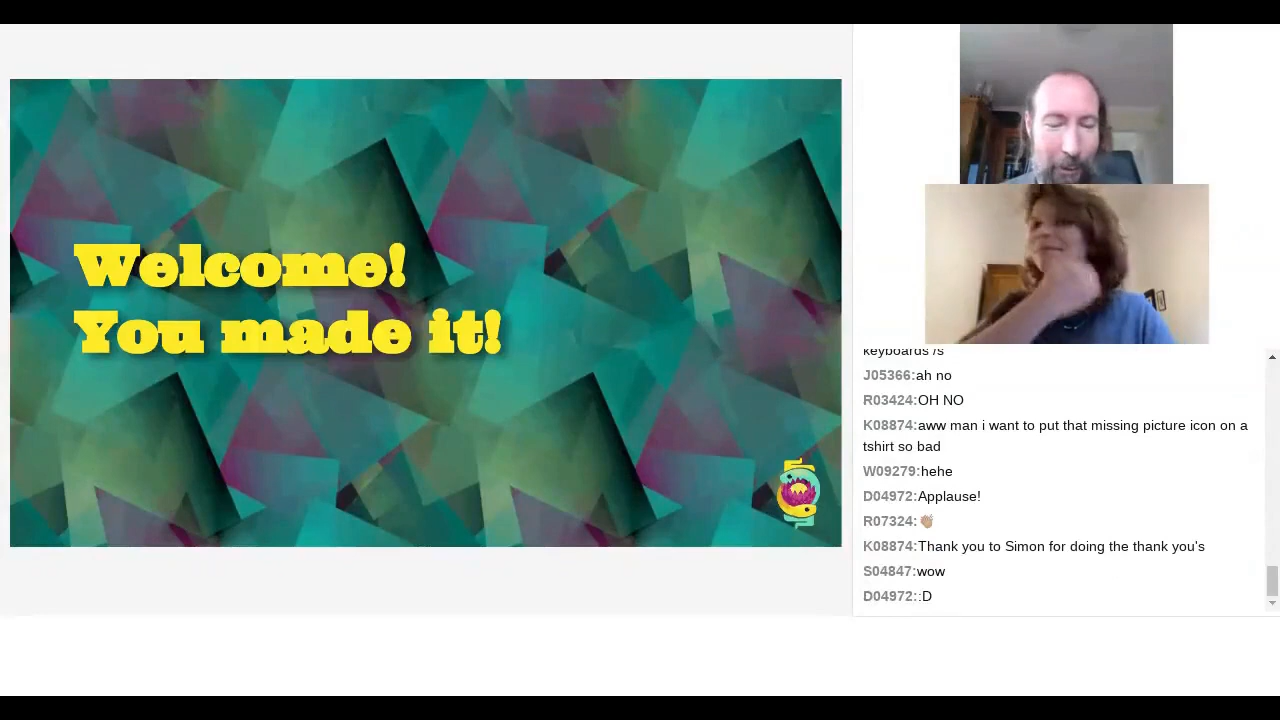 Welcome!
You made it!
keyboards /s
J05366:ah no
R03424:OH NO
K08874:aww man i want to put that missing picture icon on a
tshirt so bad
W09279:hehe
D04972:Applause!
R07324:👏🏼
K08874:Thank you to Simon for doing the thank you's
S04847:wow
D04972::D